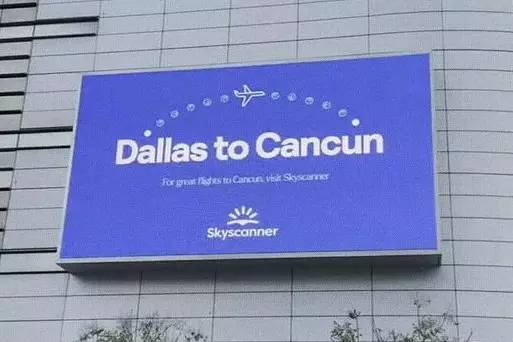 Dallas to Cancun
For great flights to Cancun, visit Skyscanner
Skyscanner